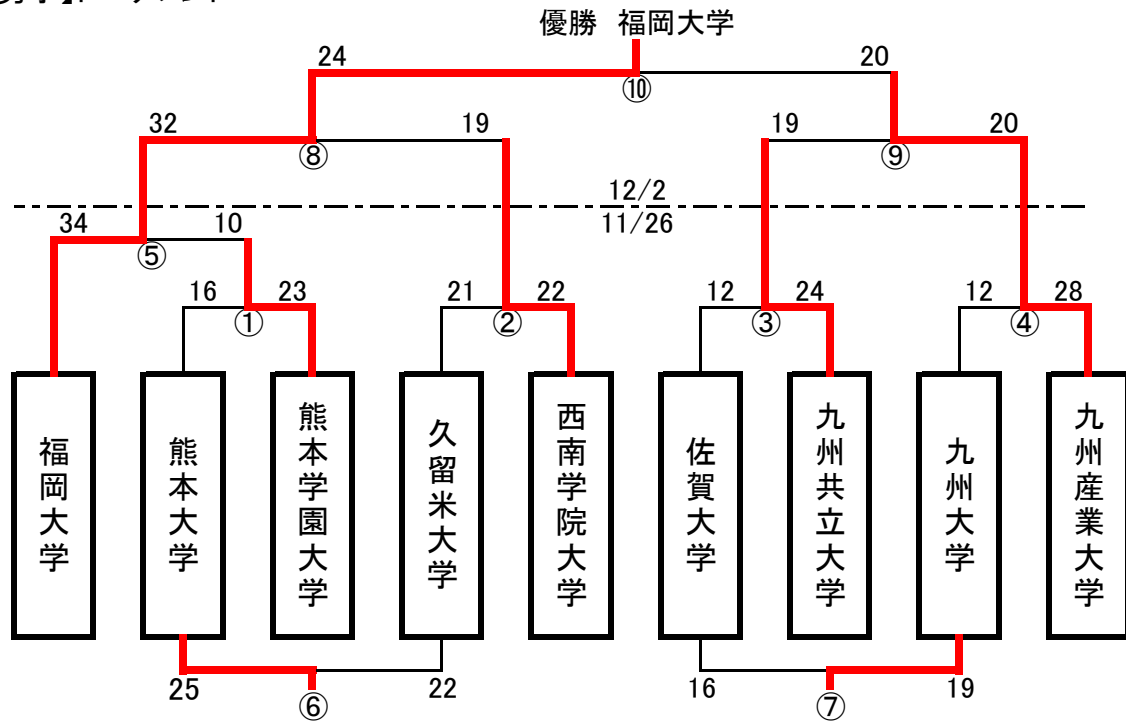 優勝 福岡大学
24 20
⑩
32 19 19 20
⑧ ⑨
12/2
11/26
34 10
⑤
16 23 21 22 12 24 12 28
① ② ③ ④
福岡大学
熊本大学
熊本学園大学
久留米大学
西南学院大学
佐賀大学
九州共立大学
九州大学
九州産業大学
25 22 16 19
⑥ ⑦